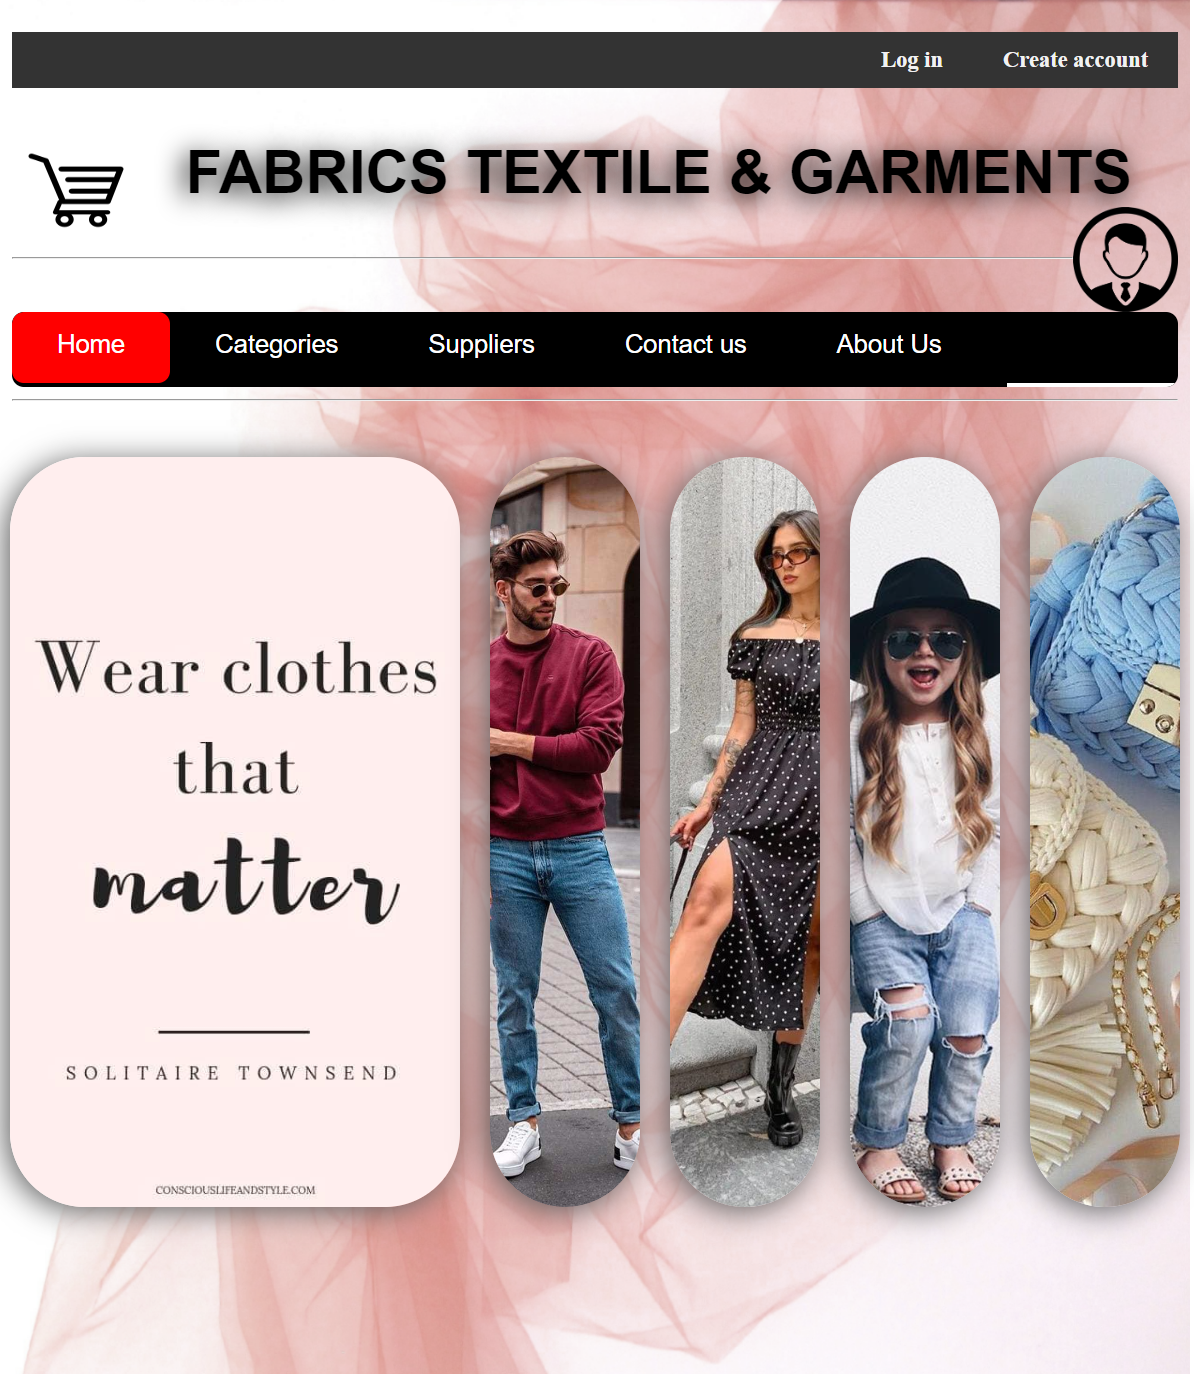 Log in Create account
FABRICS TEXTILE & GARMENTS
Home Categories Suppliers Contact us About Us
Wear clothes
that
matter
SOLITAIRE TOWNSEND
CONSCIOUSLIFEANDSTYLE.COM